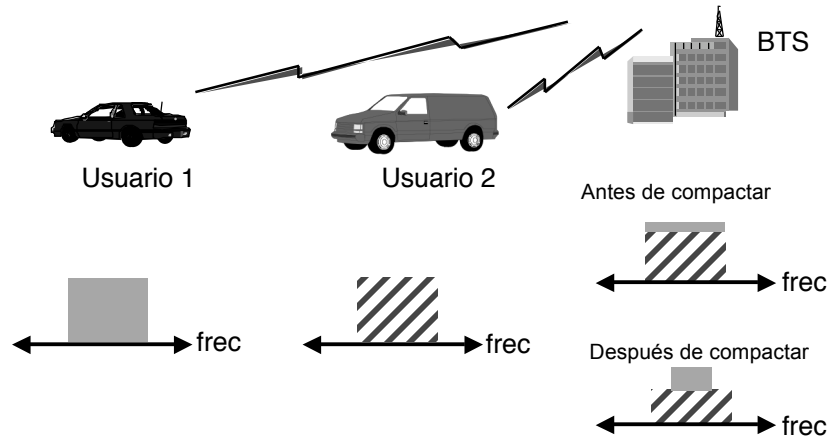 BTS
Usuario 1
Usuario 2
Antes de compactar
frec
frec
frec
Después de compactar
frec